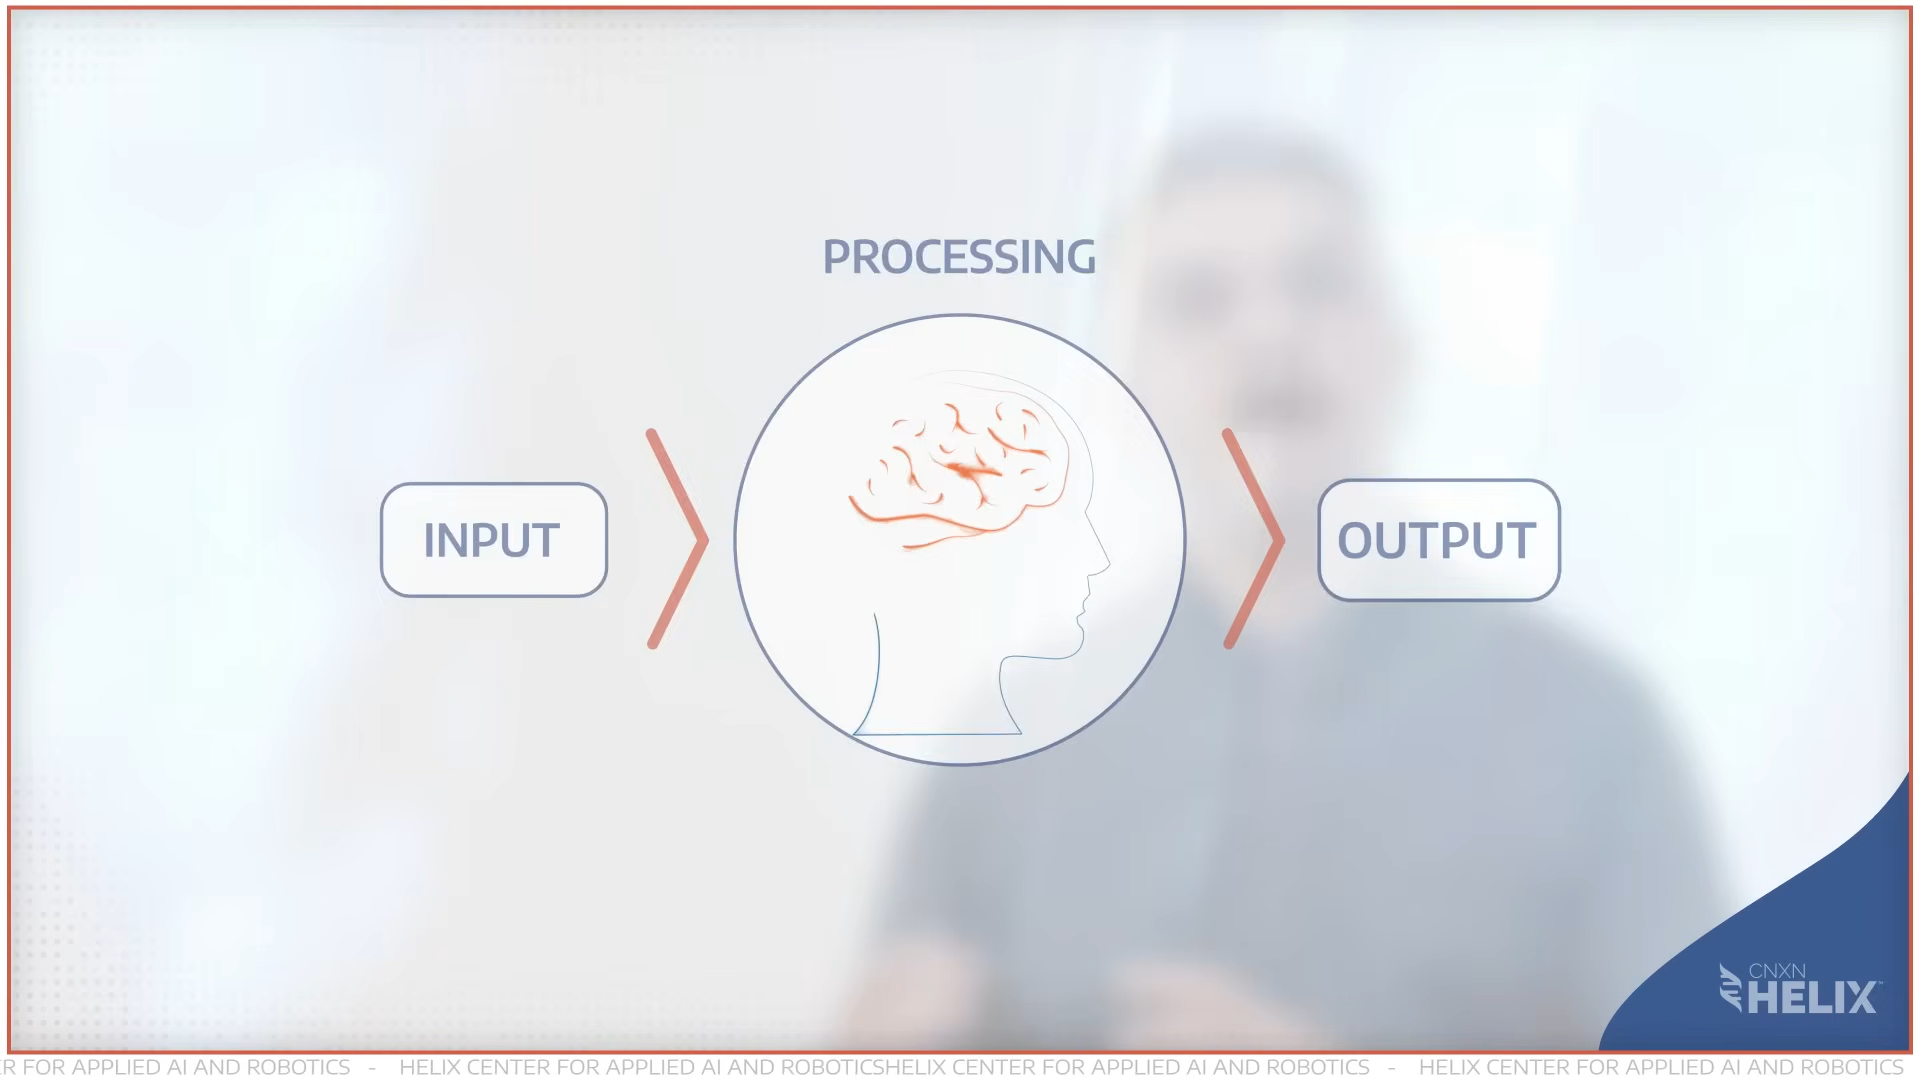 PROCESSING
INPUT
OUTPUT
CNXN
HELIX™
R FOR APPLIED AI AND ROBOTICS - HELIX CENTER FOR APPLIED AI AND ROBOTICSHELIX CENTER FOR APPLIED AI AND ROBOTICS - HELIX CENTER FOR APPLIED AI AND ROBOTICS